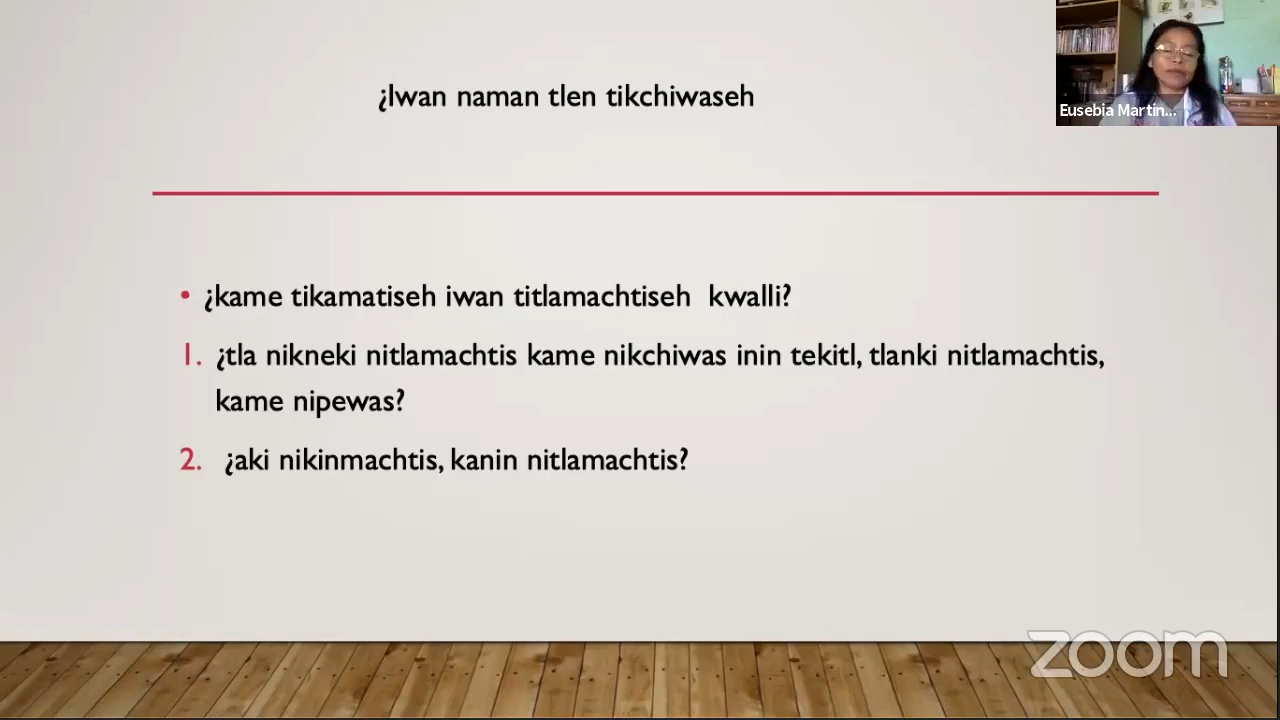 ¿Iwan naman tlen tikchiwaseh
Eusebia Martín...
• ¿kame tikamatiseh iwan titlamachtiseh kwalli?
1. ¿tla nikneki nitlamachtis kame nikchiwas inin tekitl, tlanki nitlamachtis,
kame nipewas?
2. ¿aki nikinmachtis, kanin nitlamachtis?
zoom